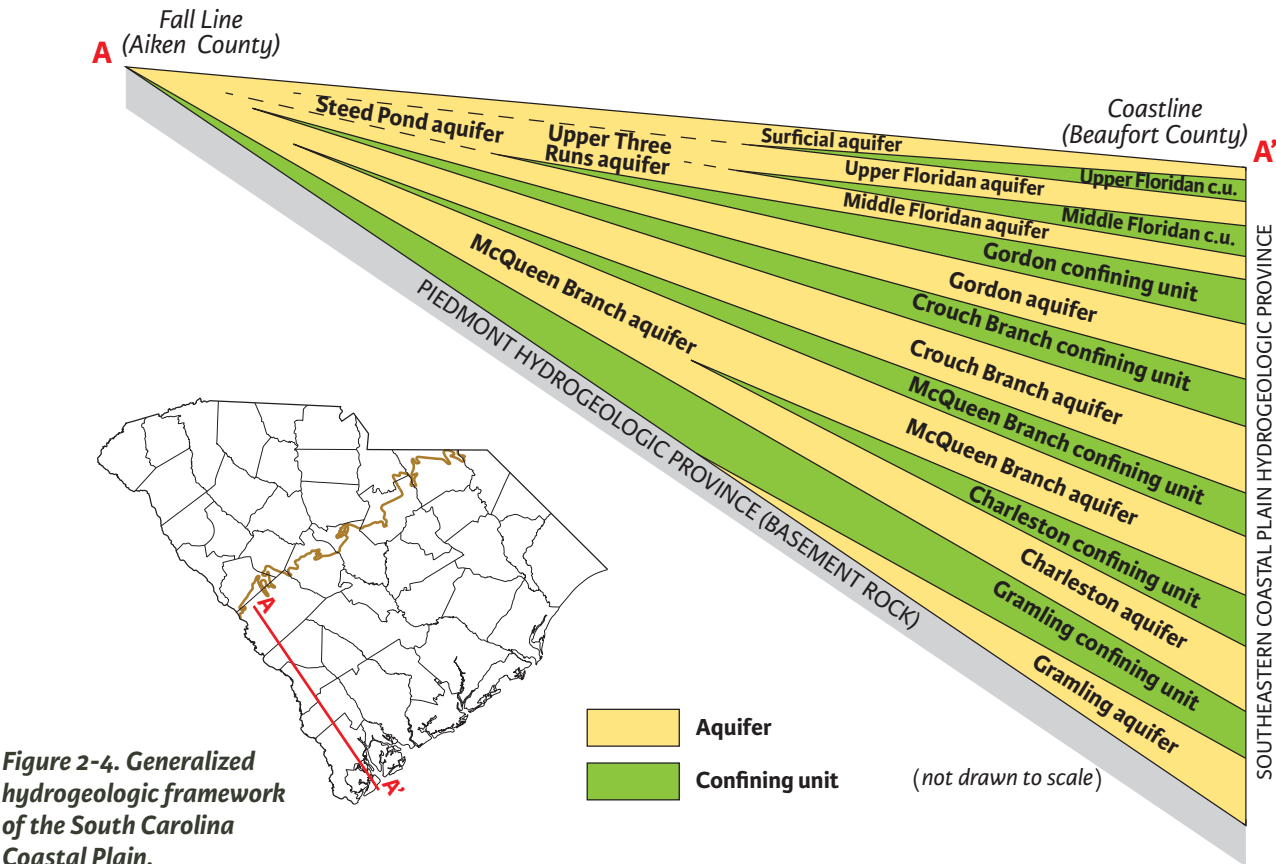 Fall Line
(Aiken County)
A
Coastline
(Beaufort County)
A'
Steed Pond aquifer
Upper Three
Runs aquifer
Surficial aquifer
Upper Floridan c.u.
Upper Floridan aquifer
Middle Floridan c.u.
Middle Floridan aquifer
Gordon confining unit
Gordon aquifer
Crouch Branch confining unit
Crouch Branch aquifer
McQueen Branch confining unit
McQueen Branch aquifer
McQueen Branch aquifer
Charleston confining unit
Charleston aquifer
Gramling confining unit
Gramling aquifer
PIEDMONT HYDROGEOLOGIC PROVINCE (BASEMENT ROCK)
SOUTHEASTERN COASTAL PLAIN HYDROGEOLOGIC PROVINCE
A
A'
Aquifer
Confining unit
(not drawn to scale)
Figure 2-4. Generalized
hydrogeologic framework
of the South Carolina
Coastal Plain.